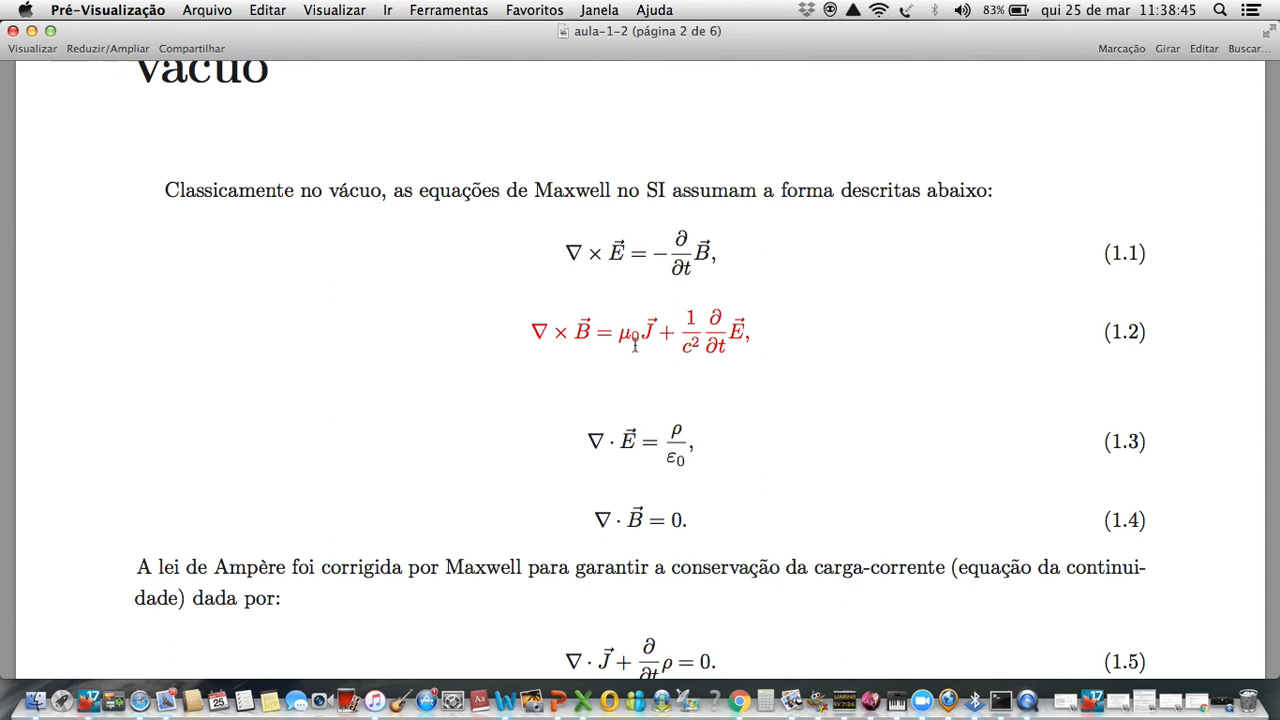 Pré-Visualização Arquivo Editar Visualizar Ir Ferramentas Favoritos Janela Ajuda 83% qui 25 de mar 11:38:45
aula-1-2 (página 2 de 6)
Visualizar Reduzir/Ampliar Compartilhar Marcação Girar Editar Buscar...
vácuo
Classicamente no vácuo, as equações de Maxwell no SI assumam a forma descritas abaixo:
∇ × E⃗ = −∂/∂t B⃗, (1.1)
∇ × B⃗ = μ₀J⃗ + 1/c² ∂/∂t E⃗, (1.2)
∇ · E⃗ = ρ/ε₀, (1.3)
∇ · B⃗ = 0. (1.4)
A lei de Ampère foi corrigida por Maxwell para garantir a conservação da carga-corrente (equação da continui-
dade) dada por:
∇ · J⃗ + ∂/∂t ρ = 0. (1.5)